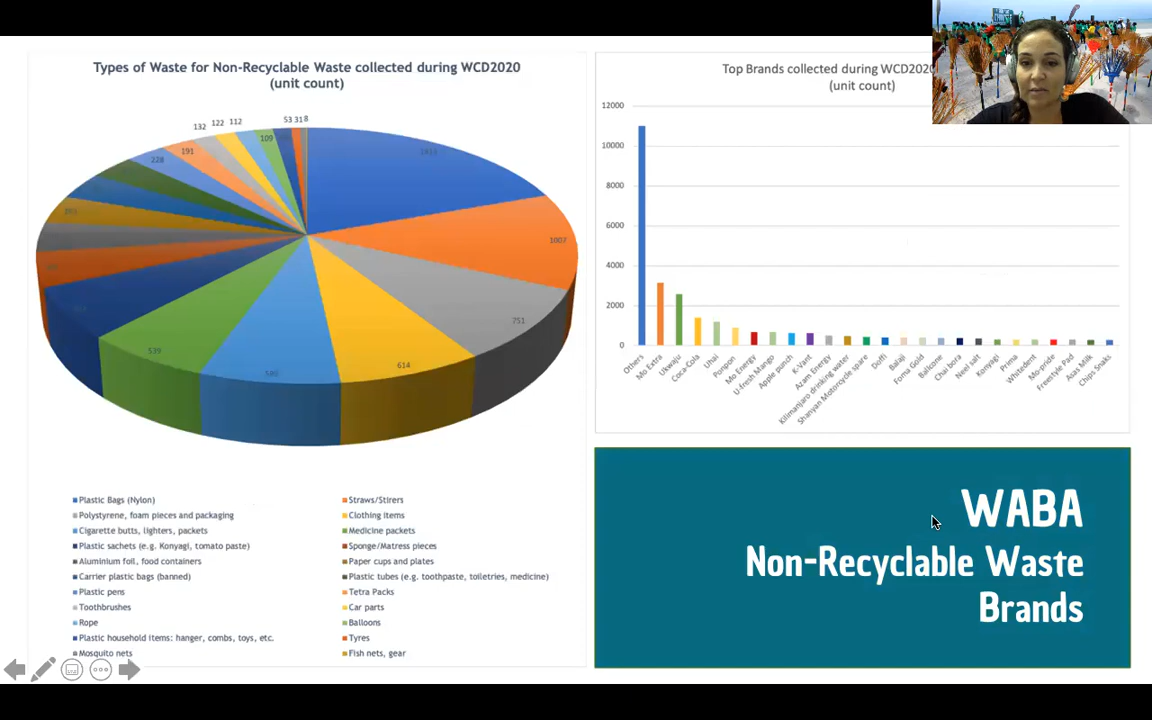 Types of Waste for Non-Recyclable Waste collected during WCD2020
(unit count)
132
122
112
53
31
8
109
191
228
1007
751
614
539
Plastic Bags (Nylon)
Straws/Stirers
Polystyrene, foam pieces and packaging
Clothing items
Cigarette butts, lighters, packets
Medicine packets
Plastic sachets (e.g. Konyagi, tomato paste)
Sponge/Matress pieces
Aluminium foil, food containers
Paper cups and plates
Carrier plastic bags (banned)
Plastic tubes (e.g. toothpaste, toiletries, medicine)
Plastic pens
Tetra Packs
Toothbrushes
Car parts
Rope
Balloons
Plastic household items: hanger, combs, toys, etc.
Tyres
Mosquito nets
Fish nets, gear
Top Brands collected during WCD2020
(unit count)
12000
10000
8000
6000
4000
2000
0
Others
Mo Extra
Ukwaju
Coca-Cola
Uhai
Ponpon
Mo Energy
U-fresh Mango
Apple punch
K-Vant
Azam Energy
Kilimanjaro drinking water
Shanyan Motorcycle spare
Doffi
Balaji
Foma Gold
Balkone
Chai bora
Neel salt
Konyagi
Prima
Whitedent
Mo-pride
Freestyle Pad
Asas Milk
Chips Snaks
WABA
Non-Recyclable Waste
Brands